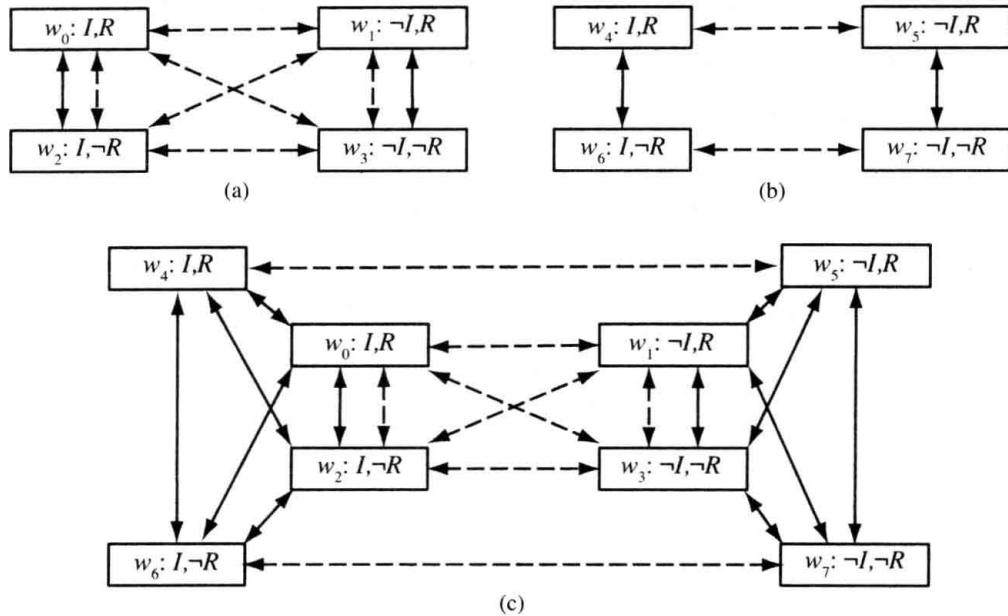 w₀: I,R
w₁: ¬I,R
w₂: I,¬R
w₃: ¬I,¬R
(a)
w₄: I,R
w₅: ¬I,R
w₆: I,¬R
w₇: ¬I,¬R
(b)
w₄: I,R
w₅: ¬I,R
w₀: I,R
w₁: ¬I,R
w₂: I,¬R
w₃: ¬I,¬R
w₆: I,¬R
w₇: ¬I,¬R
(c)